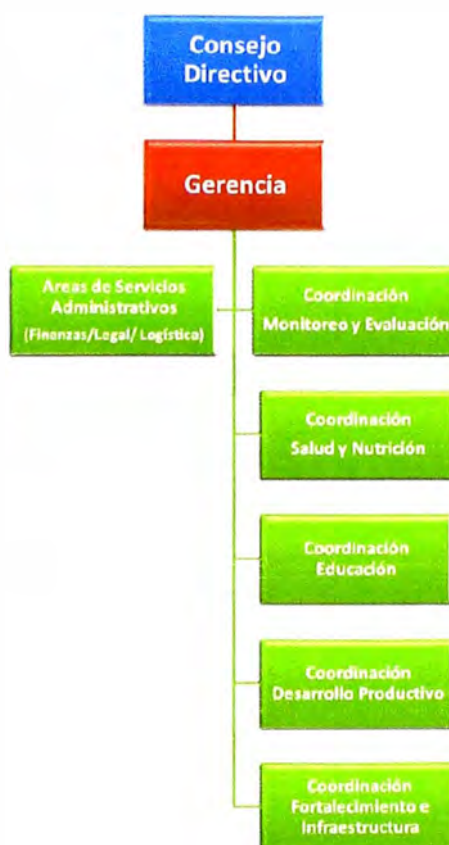 Consejo
Directivo
Gerencia
Areas de Servicios
Administrativos
(Finanzas/Legal/ Logística)
Coordinación
Monitoreo y Evaluación
Coordinación
Salud y Nutrición
Coordinación
Educación
Coordinación
Desarrollo Productivo
Coordinación
Fortalecimiento e
Infraestructura